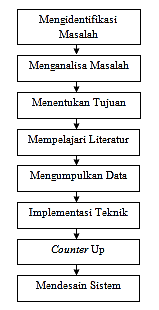 Mengidentifikasi
Masalah
Menganalisa Masalah
Menentukan Tujuan
Mempelajari Literatur
Mengumpulkan Data
Implementasi Teknik
Counter Up
Mendesain Sistem